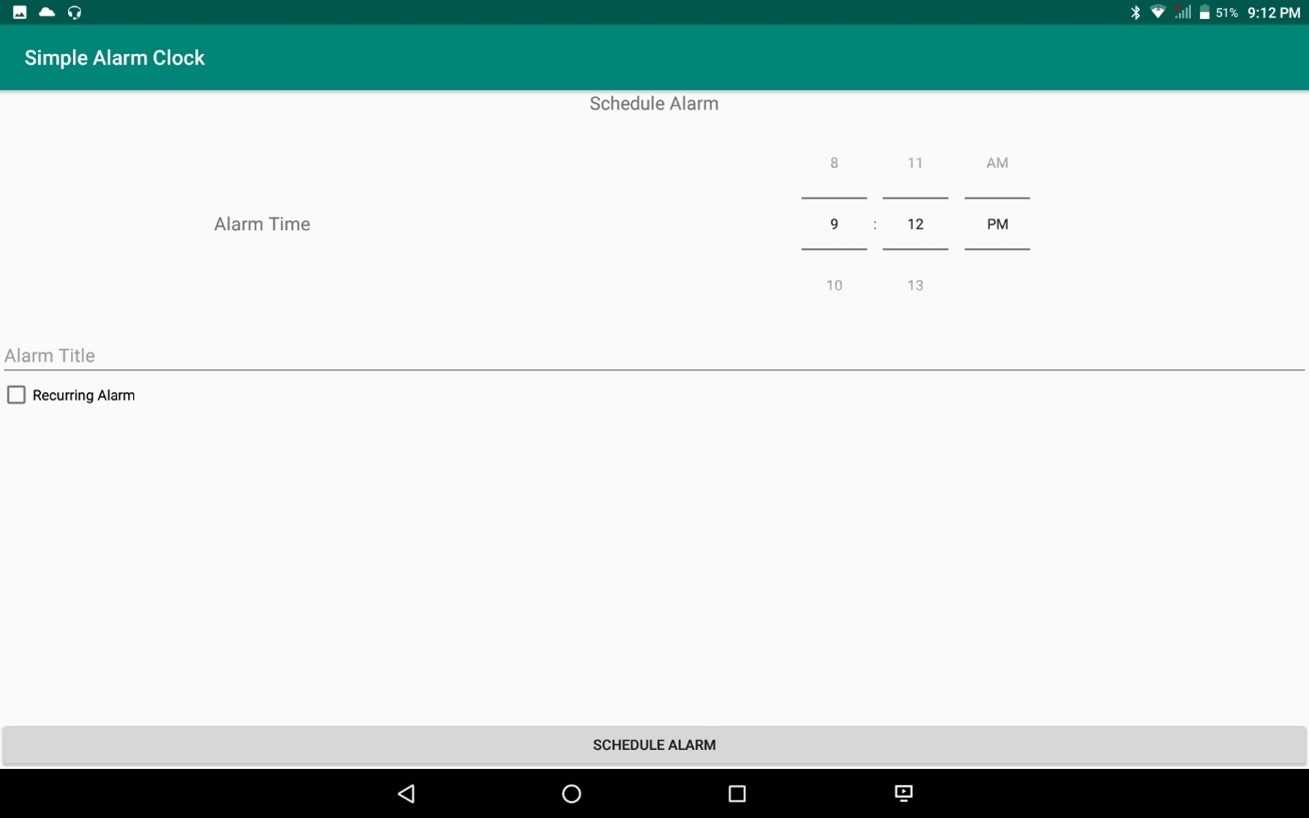 51% 9:12 PM
Simple Alarm Clock
Schedule Alarm
8 11 AM
Alarm Time 9 : 12 PM
10 13
Alarm Title
Recurring Alarm
SCHEDULE ALARM